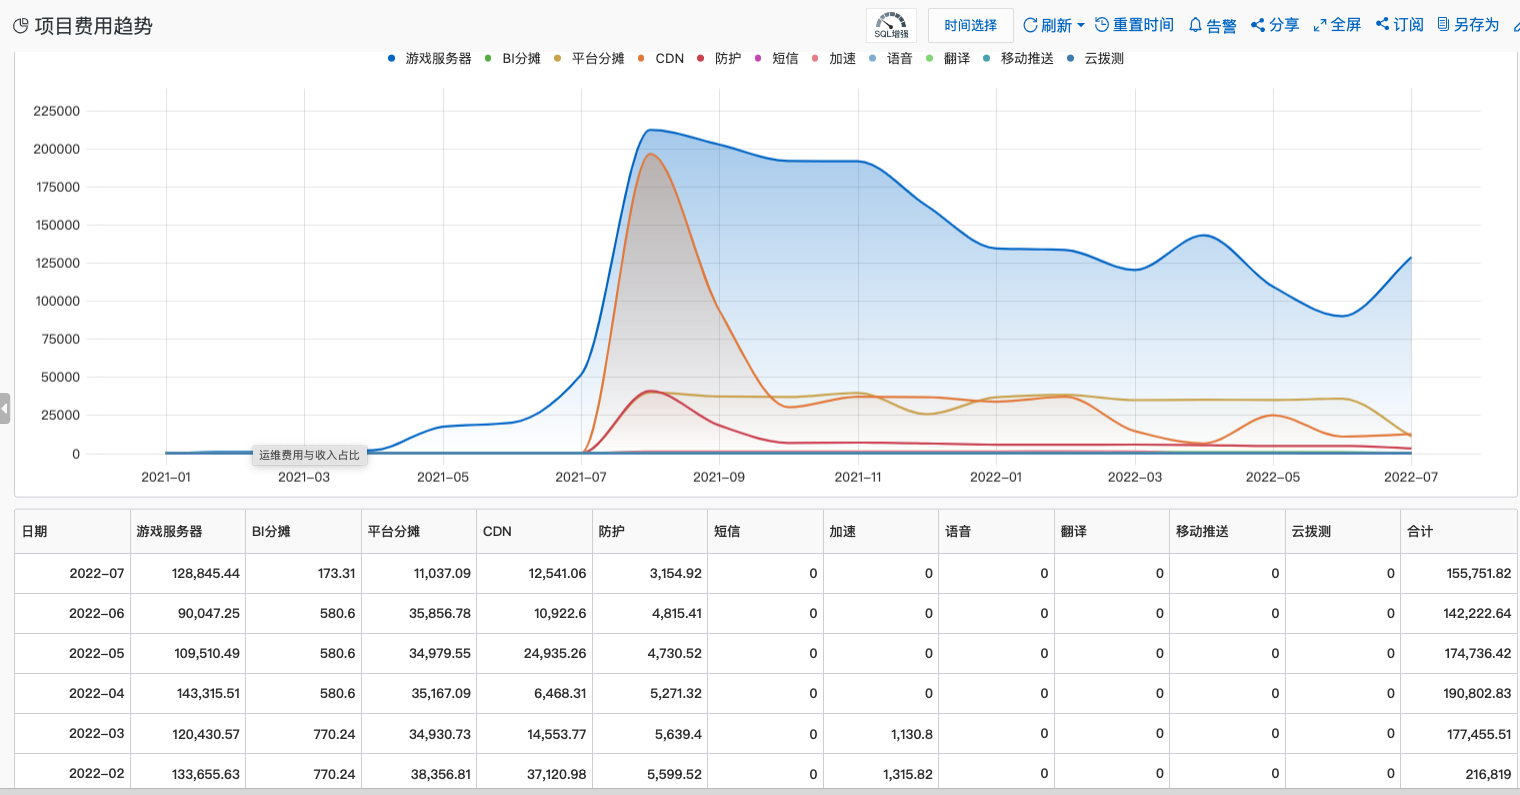 项目费用趋势
SQL增强
时间选择
刷新
重置时间
告警
分享
全屏
订阅
另存为
游戏服务器 BI分摊 平台分摊 CDN 防护 短信 加速 语音 翻译 移动推送 云拨测
225000
200000
175000
150000
125000
100000
75000
50000
25000
0
运维费用与收入占比
2021-01 2021-03 2021-05 2021-07 2021-09 2021-11 2022-01 2022-03 2022-05 2022-07
日期 游戏服务器 BI分摊 平台分摊 CDN 防护 短信 加速 语音 翻译 移动推送 云拨测 合计
2022-07 128,845.44 173.31 11,037.09 12,541.06 3,154.92 0 0 0 0 0 0 155,751.82
2022-06 90,047.25 580.6 35,856.78 10,922.6 4,815.41 0 0 0 0 0 0 142,222.64
2022-05 109,510.49 580.6 34,979.55 24,935.26 4,730.52 0 0 0 0 0 0 174,736.42
2022-04 143,315.51 580.6 35,167.09 6,468.31 5,271.32 0 0 0 0 0 0 190,802.83
2022-03 120,430.57 770.24 34,930.73 14,553.77 5,639.4 0 1,130.8 0 0 0 0 177,455.51
2022-02 133,655.63 770.24 38,356.81 37,120.98 5,599.52 0 1,315.82 0 0 0 0 216,819